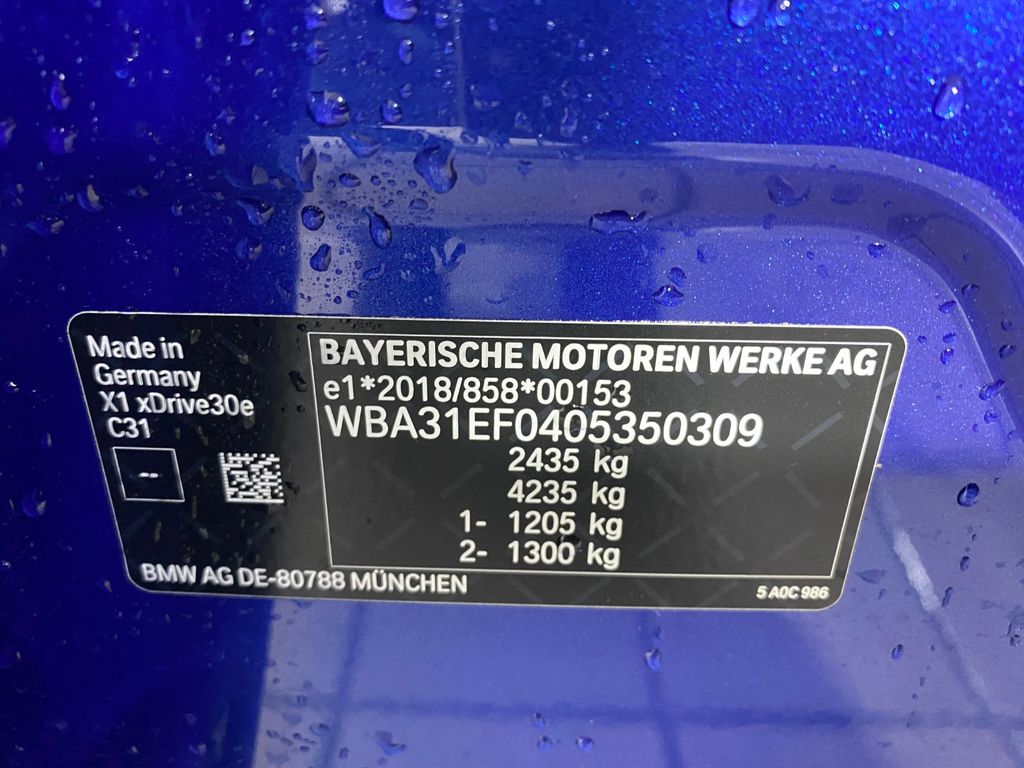 Made in
Germany
X1 xDrive30e
C31
--
BMW AG DE-80788 MÜNCHEN
BAYERISCHE MOTOREN WERKE AG
e1*2018/858*00153
WBA31EF0405350309
2435 kg
4235 kg
1- 1205 kg
2- 1300 kg
5 A0C 986